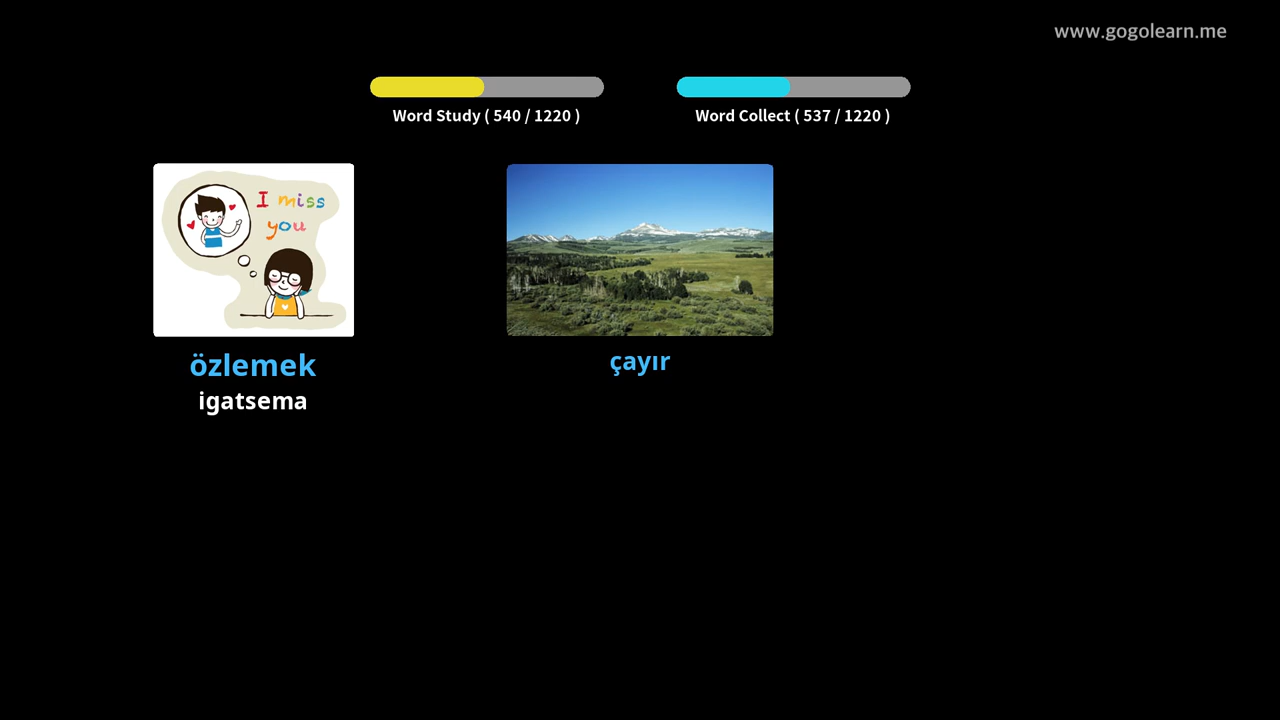 www.gogolearn.me
Word Study ( 540 / 1220 )
Word Collect ( 537 / 1220 )
I miss
you
özlemek
igatsema
çayır